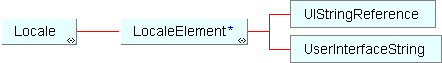 Locale
LocaleElement*
UIStringReference
UserInterfaceString